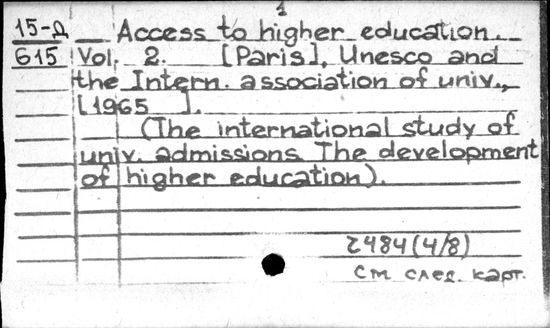 1
15-Д Access to higher education.
615 Vol. 2. [Paris], Unesco and
the Intern. association of univ.,
[1965 ].
(The international study of
univ. admissions. The development
of higher education).
2484(4/8)
см. след. карт.